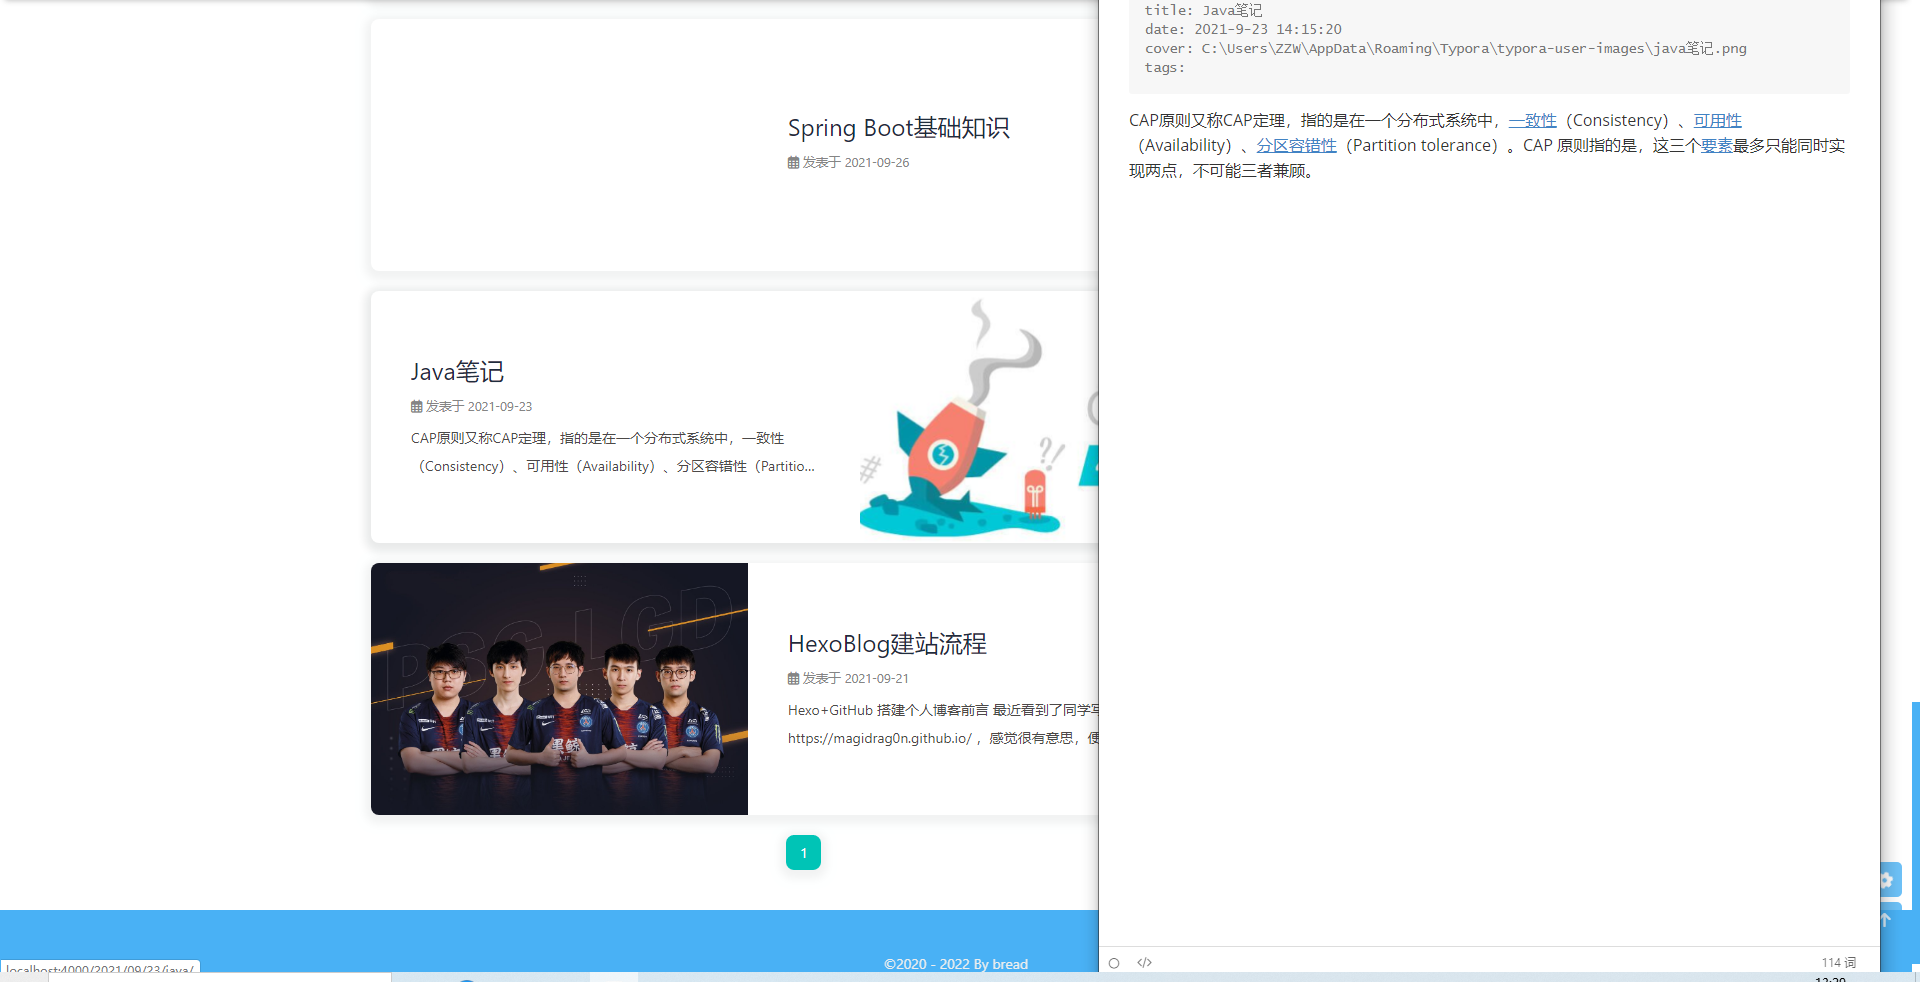 Spring Boot基础知识
发表于 2021-09-26
Java笔记
发表于 2021-09-23
CAP原则又称CAP定理，指的是在一个分布式系统中，一致性
（Consistency）、可用性（Availability）、分区容错性（Partitio...
#
?!
PSG.LGD
HexoBlog建站流程
发表于 2021-09-21
Hexo+GitHub 搭建个人博客前言 最近看到了同学写
https://magidrag0n.github.io/ ，感觉很有意思，便
1
©2020 - 2022 By bread
localhost:4000/2021/09/23/java/
title: Java笔记
date: 2021-9-23 14:15:20
cover: C:\Users\ZZW\AppData\Roaming\Typora\typora-user-images\java笔记.png
tags:
CAP原则又称CAP定理，指的是在一个分布式系统中，一致性（Consistency）、可用性
（Availability）、分区容错性（Partition tolerance）。CAP 原则指的是，这三个要素最多只能同时实
现两点，不可能三者兼顾。
</> 114 词